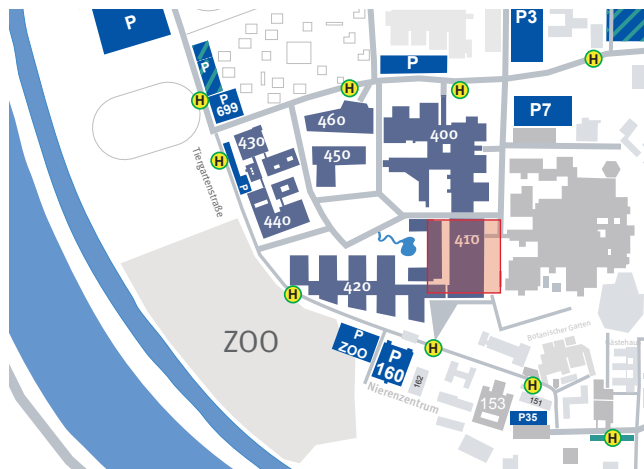 P
P3
H
P
H
H
P
H
P
699
P7
460
400
430
450
H
P
Tiergartenstraße
440
410
420
H
ZOO
P
ZOO
P
160
H
Botanischer Garten
162
Nierenzentrum
153
H
151
P35
H